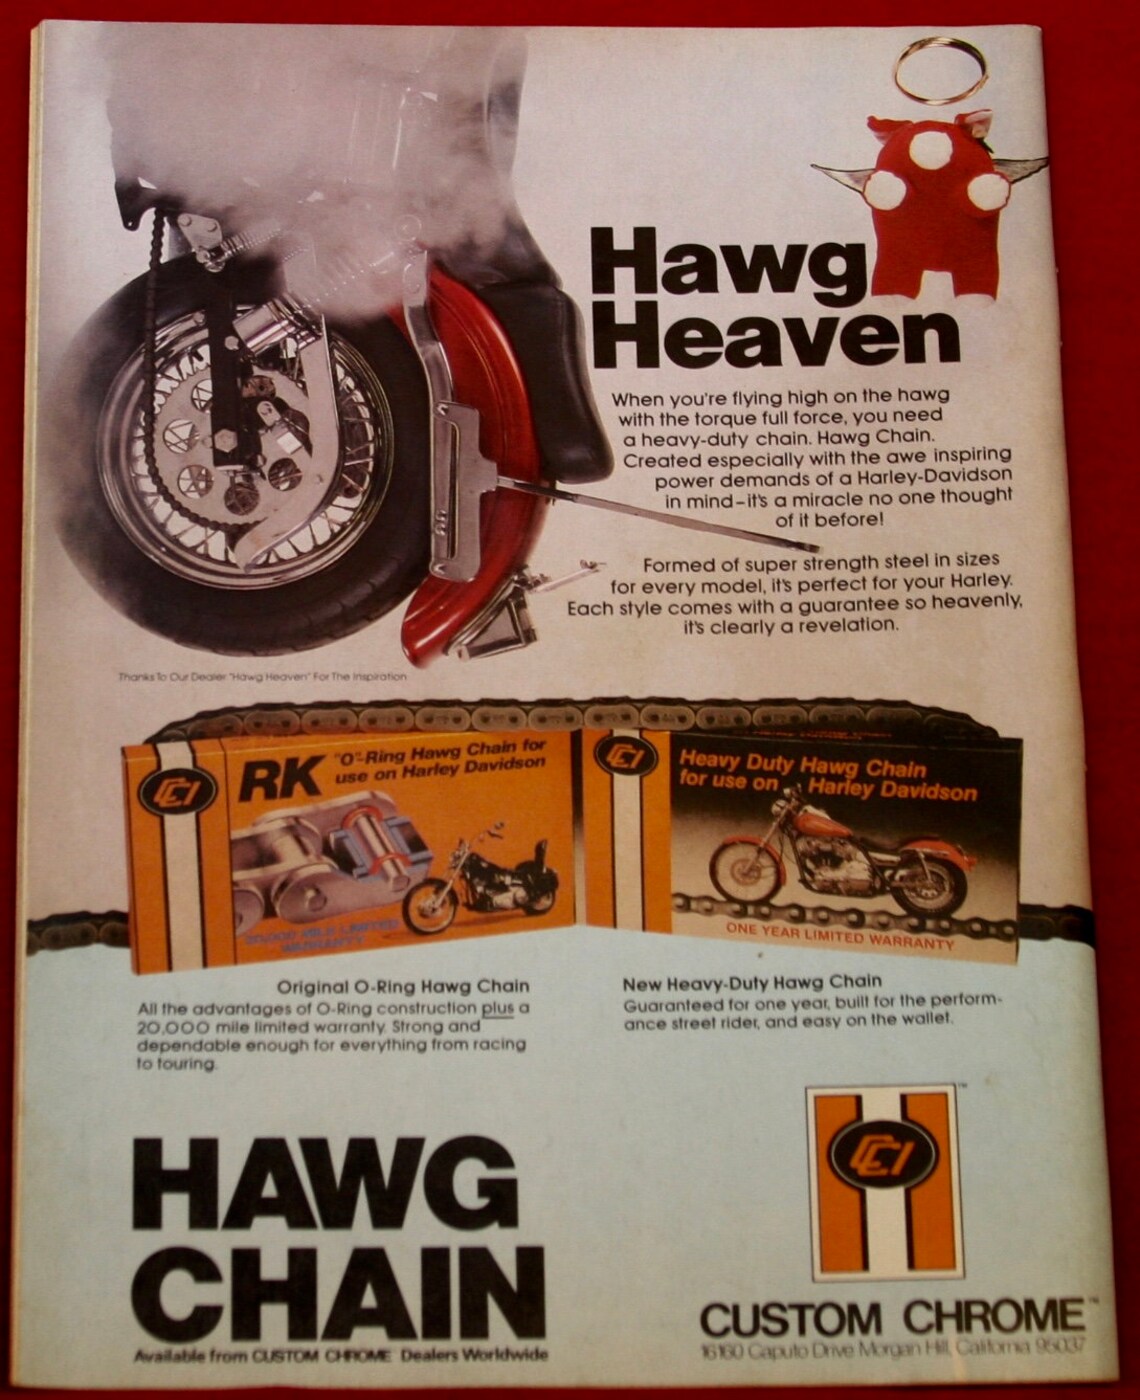 Hawg
Heaven
When you're flying high on the hawg
with the torque full force, you need
a heavy-duty chain. Hawg Chain.
Created especially with the awe inspiring
power demands of a Harley-Davidson
in mind–it's a miracle no one thought
of it before!
Formed of super strength steel in sizes
for every model, it's perfect for your Harley.
Each style comes with a guarantee so heavenly,
it's clearly a revelation.
Thanks To Our Dealer "Hawg Heaven" For The Inspiration
CCI
RK
"O"-Ring Hawg Chain for
use on Harley Davidson
20,000 MILE LIMITED
WARRANTY
CCI
Heavy Duty Hawg Chain
for use on Harley Davidson
ONE YEAR LIMITED WARRANTY
Original O-Ring Hawg Chain
All the advantages of O-Ring construction plus a
20,000 mile limited warranty. Strong and
dependable enough for everything from racing
to touring.
New Heavy-Duty Hawg Chain
Guaranteed for one year, built for the perform-
ance street rider, and easy on the wallet.
HAWG
CHAIN
Available from CUSTOM CHROME Dealers Worldwide
CCI
™
CUSTOM CHROME™
16160 Caputo Drive Morgan Hill, California 95037